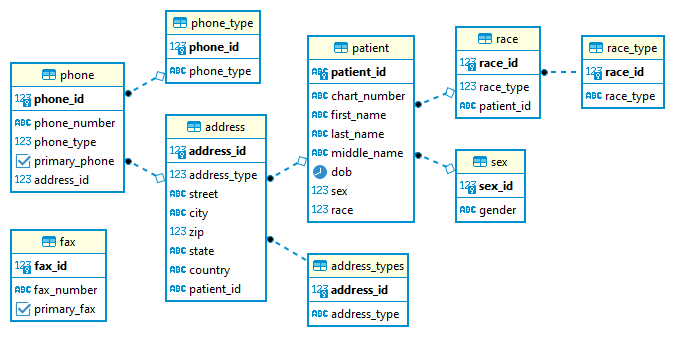 phone_type
123 phone_id
ABC phone_type
phone
123 phone_id
ABC phone_number
123 phone_type
primary_phone
123 address_id
fax
123 fax_id
ABC fax_number
primary_fax
address
123 address_id
123 address_type
ABC street
ABC city
123 zip
ABC state
ABC country
ABC patient_id
patient
ABC patient_id
ABC chart_number
ABC first_name
ABC last_name
ABC middle_name
dob
123 sex
123 race
address_types
123 address_id
ABC address_type
race
123 race_id
123 race_type
ABC patient_id
sex
123 sex_id
ABC gender
race_type
123 race_id
ABC race_type